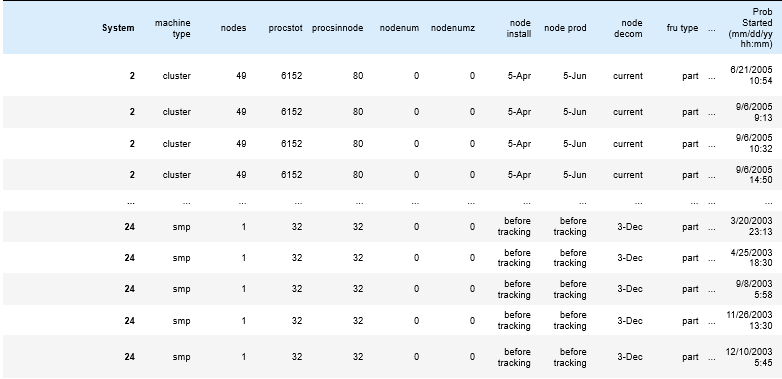 System machine type nodes procstot procsinnode nodenum nodenumz node install node prod node decom fru type ... Prob Started (mm/dd/yy hh:mm)
2 cluster 49 6152 80 0 0 5-Apr 5-Jun current part ... 6/21/2005 10:54
2 cluster 49 6152 80 0 0 5-Apr 5-Jun current part ... 9/6/2005 9:13
2 cluster 49 6152 80 0 0 5-Apr 5-Jun current part ... 9/6/2005 10:32
2 cluster 49 6152 80 0 0 5-Apr 5-Jun current part ... 9/6/2005 14:50
... ... ... ... ... ... ... ... ... ... ... ... ...
24 smp 1 32 32 0 0 before tracking before tracking 3-Dec part ... 3/20/2003 23:13
24 smp 1 32 32 0 0 before tracking before tracking 3-Dec part ... 4/25/2003 18:30
24 smp 1 32 32 0 0 before tracking before tracking 3-Dec part ... 9/8/2003 5:58
24 smp 1 32 32 0 0 before tracking before tracking 3-Dec part ... 11/26/2003 13:30
24 smp 1 32 32 0 0 before tracking before tracking 3-Dec part ... 12/10/2003 5:45